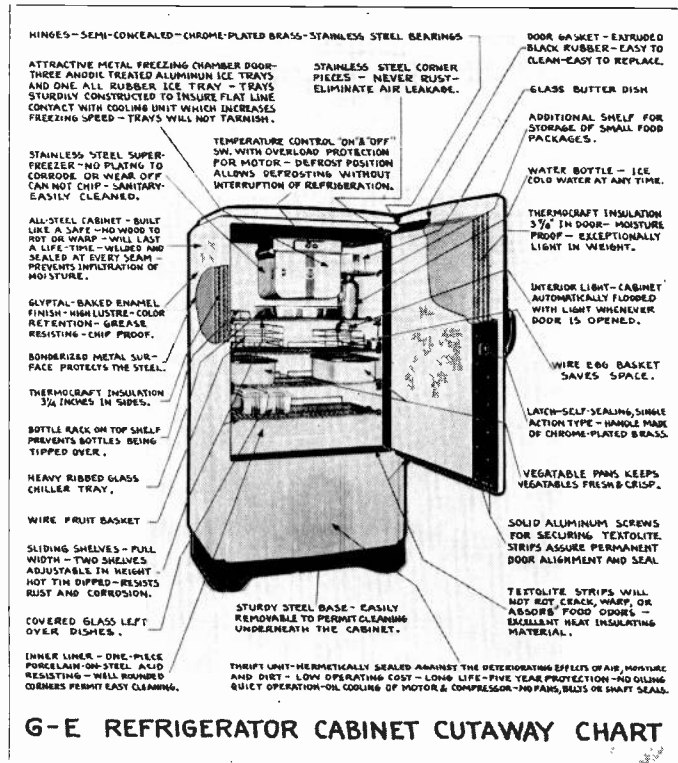 HINGES-SEMI-CONCEALED-CHROME-PLATED BRASS-STAINLESS STEEL BEARINGS
ATTRACTIVE METAL FREEZING CHAMBER DOOR-
THREE ANODIC TREATED ALUMINUN ICE TRAYS
AND ONE ALL RUBBER ICE TRAY - TRAYS
STURDILY CONSTRUCTED TO INSURE FLAT LINE
CONTACT WITH COOLING UNIT WHICH INCREASES
FREEZING SPEED - TRAYS WILL NOT TARNISH.
STAINLESS STEEL CORNER
PIECES - NEVER RUST-
ELIMINATE AIR LEAKAGE.
TEMPERATURE CONTROL "ON" & "OFF"
SW. WITH OVERLOAD PROTECTION
FOR MOTOR - DEFROST POSITION
ALLOWS DEFROSTING WITHOUT
INTERRUPTION OF REFRIGERATION.
STAINLESS STEEL SUPER-
FREEZER - NO PLATNG TO
CORRODE OR WEAR OFF
CAN NOT CHIP - SANITARY-
EASILY CLEANED.
ALL-STEEL CABINET - BUILT
LIKE A SAFE - NO WOOD TO
ROT OR WARP - WILL LAST
A LIFE-TIME - WELDED AND
SEALED AT EVERY SEAM -
PREVENTS INFILTRATION OF
MOISTURE.
GLYPTAL-BAKED ENAMEL
FINISH - HIGH LUSTRE - COLOR
RETENTION - GREASE
RESISTING - CHIP PROOF.
BONDERIZED METAL SUR-
FACE PROTECTS THE STEEL.
THERMOCRAFT INSULATION
3¼ INCHES IN SIDES.
BOTTLE RACK ON TOP SHELF
PREVENTS BOTTLES BEING
TIPPED OVER.
HEAVY RIBBED GLASS
CHILLER TRAY.
WIRE FRUIT BASKET
SLIDING SHELVES - FULL
WIDTH - TWO SHELVES
ADJUSTABLE IN HEIGHT -
HOT TIN DIPPED - RESISTS
RUST AND CORROSION.
COVERED GLASS LEFT
OVER DISHES.
INNER LINER - ONE-PIECE
PORCELAIN-ON-STEEL ACID
RESISTING - WELL ROUNDED
CORNERS PERMIT EASY CLEANING.
DOOR GASKET - EXTRUDED
BLACK RUBBER - EASY TO
CLEAN - EASY TO REPLACE.
GLASS BUTTER DISH
ADDITIONAL SHELF FOR
STORAGE OF SMALL FOOD
PACKAGES.
WATER BOTTLE - ICE
COLD WATER AT ANY TIME.
THERMOCRAFT INSULATION
IN DOOR - MOISTURE
PROOF - EXCEPTIONALLY
LIGHT IN WEIGHT.
INTERIOR LIGHT - CABINET
AUTOMATICALLY FLOODED
WITH LIGHT WHENEVER
DOOR IS OPENED.
WIRE EGG BASKET
SAVES SPACE.
LATCH-SELF-SEALING, SINGLE
ACTION TYPE - HANDLE MADE
OF CHROME-PLATED BRASS.
VEGATABLE PANS KEEPS
VEGATABLES FRESH & CRISP.
SOLID ALUMINUM SCREWS
FOR SECURING TEXTOLITE
STRIPS ASSURE PERMANENT
DOOR ALIGNMENT AND SEAL
TEXTOLITE STRIPS WILL
NOT ROT, CRACK, WARP, OR
ABSORB FOOD ODORS -
EXCELLENT HEAT INSULATING
MATERIAL.
STURDY STEEL BASE - EASILY
REMOVABLE TO PERMIT CLEANING
UNDERNEATH THE CABINET.
THRIFT UNIT-HERMETICALLY SEALED AGAINST THE DETERIORATING EFFECTS OF AIR, MOISTURE
AND DIRT - LOW OPERATING COST - LONG LIFE - FIVE YEAR PROTECTION - NO OILING
QUIET OPERATION-OIL COOLING OF MOTOR & COMPRESSOR-NO FANS, BELTS OR SHAFT SEALS.
G-E REFRIGERATOR CABINET CUTAWAY CHART